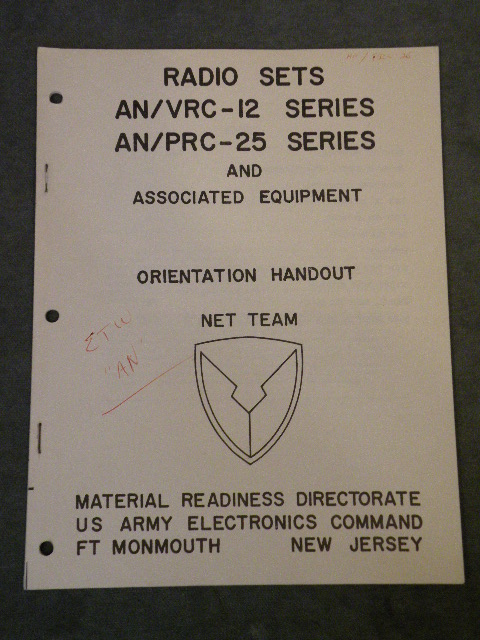 RADIO SETS
AN/VRC-12 SERIES
AN/PRC-25 SERIES
AND
ASSOCIATED EQUIPMENT
ORIENTATION HANDOUT
NET TEAM
"AN"
MATERIAL READINESS DIRECTORATE
US ARMY ELECTRONICS COMMAND
FT MONMOUTH NEW JERSEY